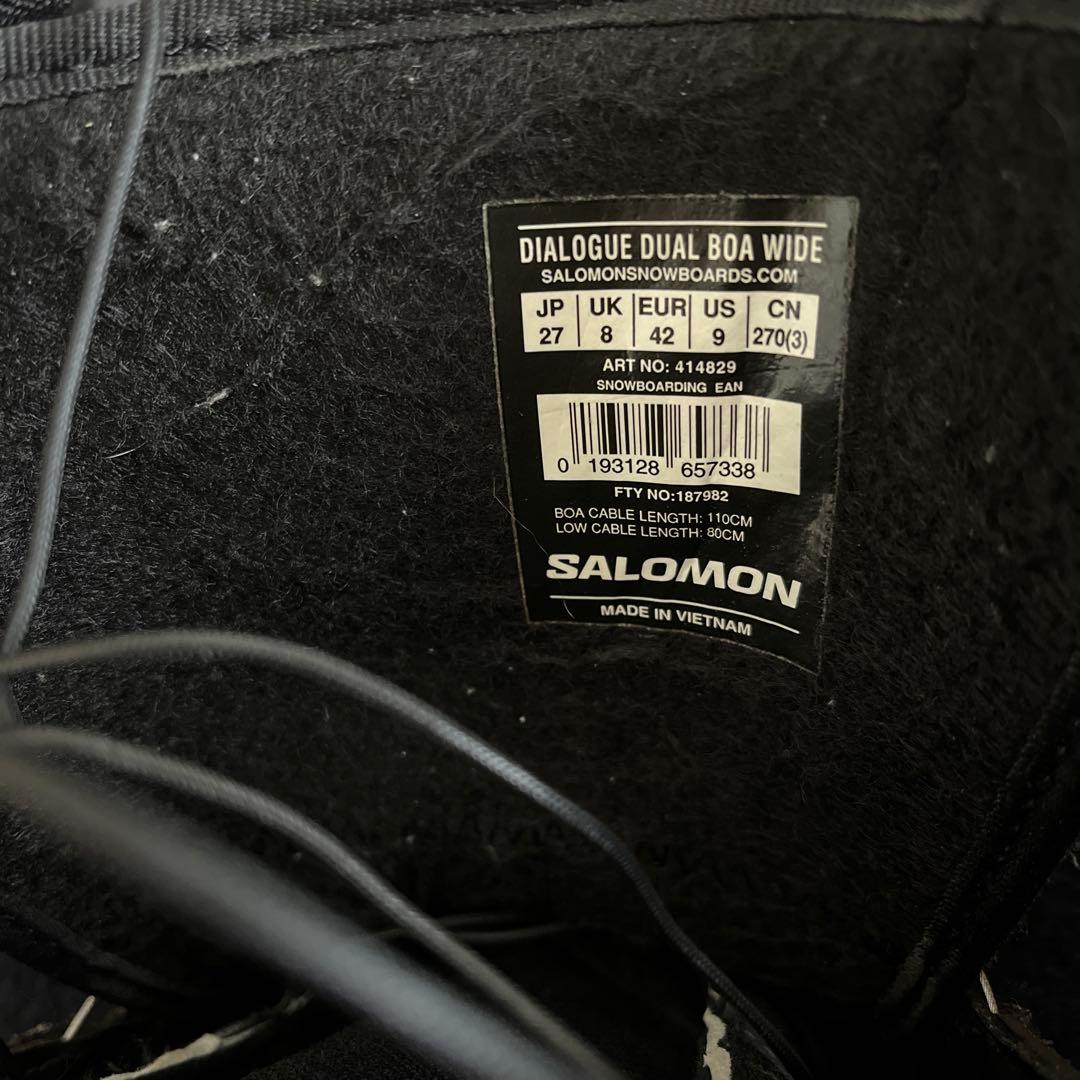 DIALOGUE DUAL BOA WIDE
SALOMONSNOWBOARDS.COM
JP UK EUR US CN
27 8 42 9 270(3)
ART NO: 414829
SNOWBOARDING EAN
0 193128 657338
FTY NO:187982
BOA CABLE LENGTH: 110CM
LOW CABLE LENGTH: 80CM
SALOMON
MADE IN VIETNAM